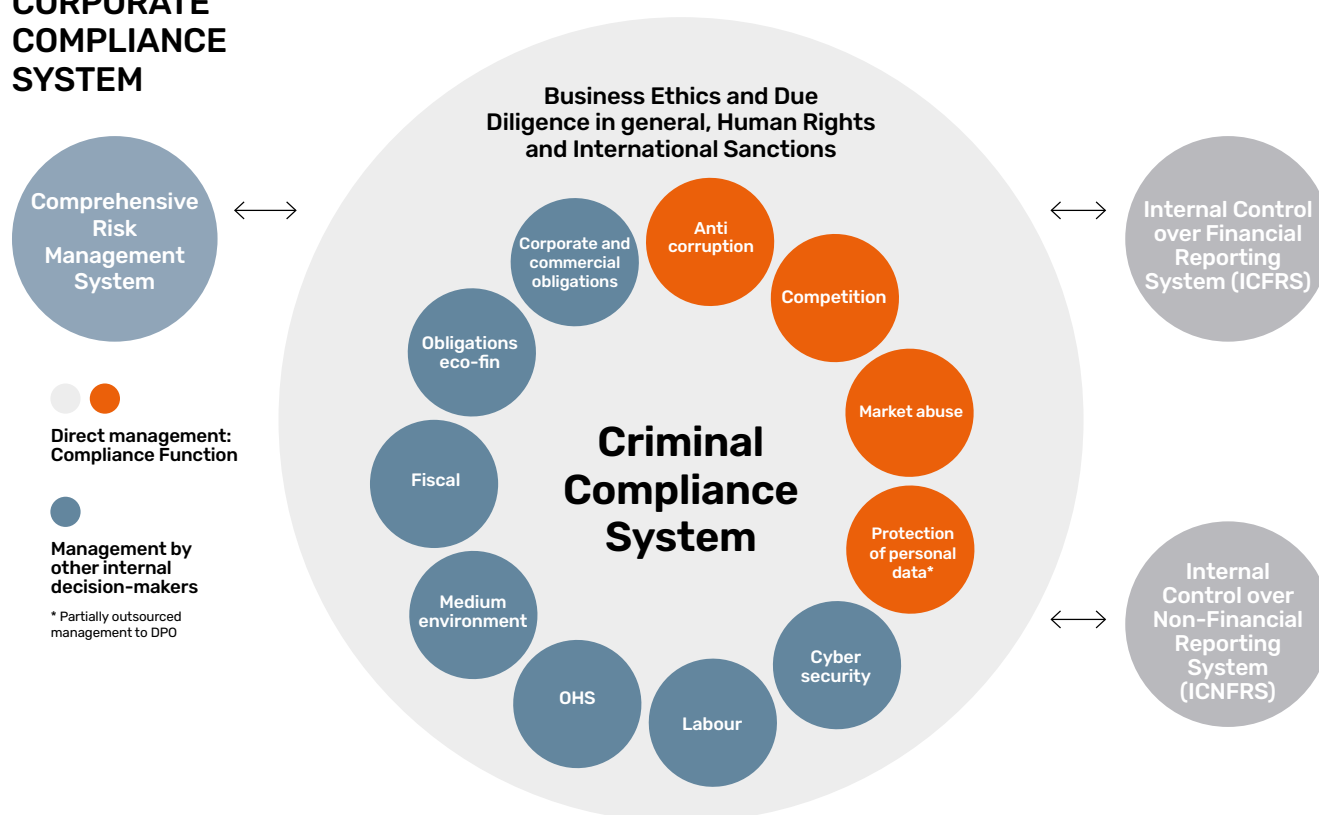 CORPORATE
COMPLIANCE
SYSTEM
Business Ethics and Due
Diligence in general, Human Rights
and International Sanctions
Comprehensive
Risk
Management
System
Internal Control
over Financial
Reporting
System (ICFRS)
Anti
corruption
Corporate and
commercial
obligations
Competition
Obligations
eco-fin
Market abuse
Direct management:
Compliance Function
Criminal
Compliance
System
Fiscal
Protection
of personal
data*
Management by
other internal
decision-makers
* Partially outsourced
management to DPO
Medium
environment
Internal
Control over
Non-Financial
Reporting
System
(ICNFRS)
Cyber
security
OHS
Labour